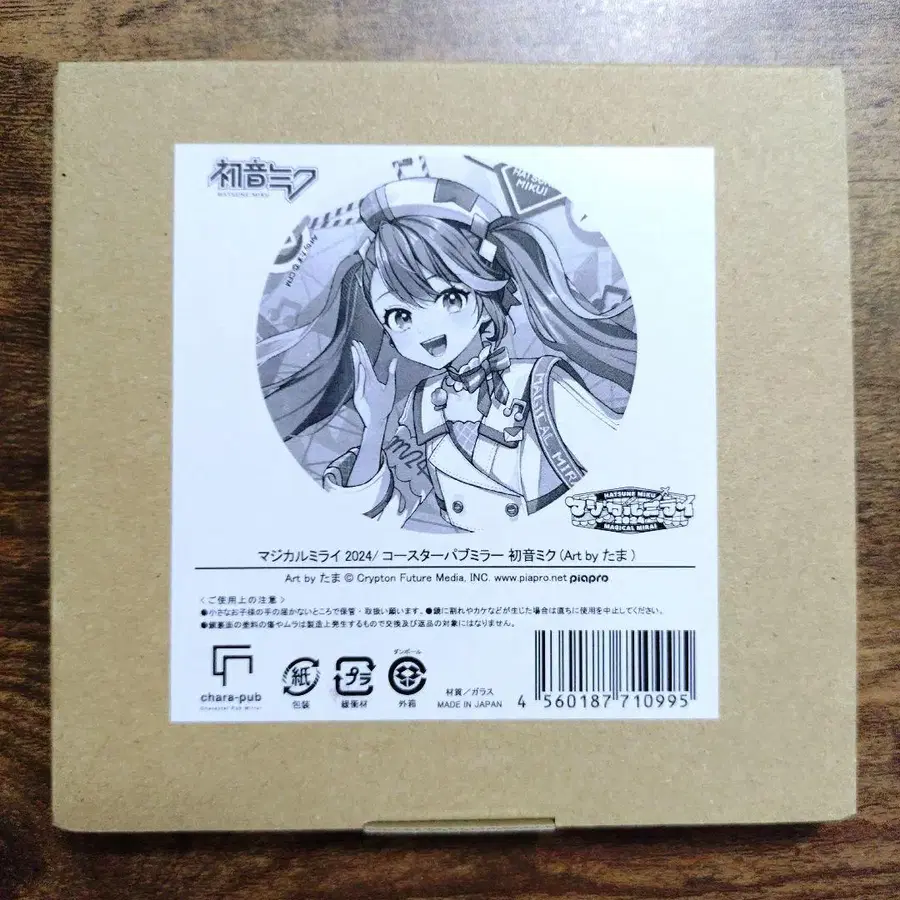 初音ミク
HATSUNE MIKU
HATSUNE
MIKU!
m24
MAGICAL MIRA
HATSUNE MIKU
マジカルミライ
2024
MAGICAL MIRAI
マジカルミライ 2024/ コースターパブミラー 初音ミク(Art by たま)
Art by たま © Crypton Future Media, INC. www.piapro.net piapro
<ご使用上の注意>
●小さなお子様の手の届かないところで保管・取扱い願います。●鏡に割れやカケなどが生じた場合は直ちに使用を中止してください。
●鏡裏面の塗料の傷やムラは製造上発生するもので交換及び返品の対象にはなりません。
chara-pub
Character Pub Mirror
紙
包装
プラ
緩衝材
ダンボール
外箱
材質/ガラス
MADE IN JAPAN
4 560187 710995